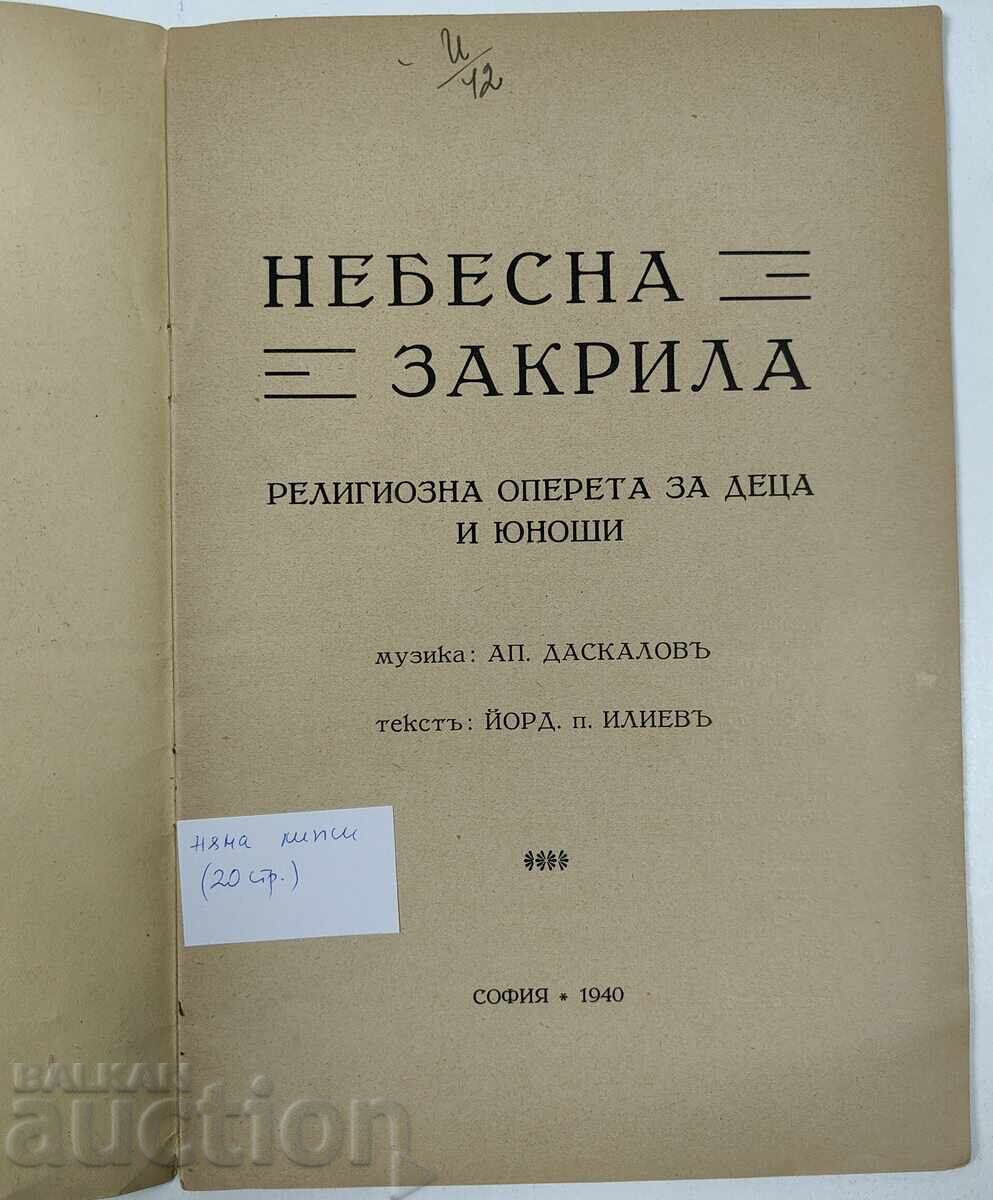 И/42
НЕБЕСНА
ЗАКРИЛА
РЕЛИГИОЗНА ОПЕРЕТА ЗА ДЕЦА
И ЮНОШИ
музика: АП. ДАСКАЛОВЪ
текстъ: ЙОРД. п. ИЛИЕВЪ
няма липси
(20 стр.)
СОФИЯ * 1940
BALKAN
auction